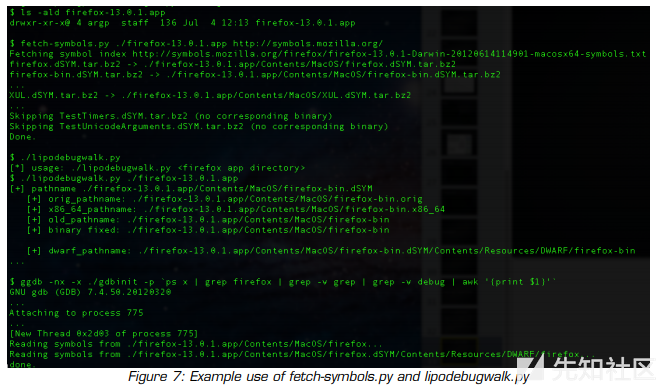 $ ls -ald firefox-13.0.1.app
drwxr-xr-x@ 4 argp  staff  136 Jul  4 12:13 firefox-13.0.1.app
$ fetch-symbols.py ./firefox-13.0.1.app http://symbols.mozilla.org/
Fetching symbol index http://symbols.mozilla.org/firefox/firefox-13.0.1-Darwin-20120614114901-macosx64-symbols.txt
firefox.dSYM.tar.bz2 -> ./firefox-13.0.1.app/Contents/MacOS/firefox.dSYM.tar.bz2
firefox-bin.dSYM.tar.bz2 -> ./firefox-13.0.1.app/Contents/MacOS/firefox-bin.dSYM.tar.bz2
...
XUL.dSYM.tar.bz2 -> ./firefox-13.0.1.app/Contents/MacOS/XUL.dSYM.tar.bz2
...
Skipping TestTimers.dSYM.tar.bz2 (no corresponding binary)
Skipping TestUnicodeArguments.dSYM.tar.bz2 (no corresponding binary)
Done.
$ ./lipodebugwalk.py
[*] usage: ./lipodebugwalk.py <firefox app directory>
$ ./lipodebugwalk.py ./firefox-13.0.1.app
[+] pathname ./firefox-13.0.1.app/Contents/MacOS/firefox-bin.dSYM
[+] orig_pathname: ./firefox-13.0.1.app/Contents/MacOS/firefox-bin.orig
[+] x86_64_pathname: ./firefox-13.0.1.app/Contents/MacOS/firefox-bin.x86_64
[+] old_pathname: ./firefox-13.0.1.app/Contents/MacOS/firefox-bin
[+] binary fixed: ./firefox-13.0.1.app/Contents/MacOS/firefox-bin
[+] dwarf_pathname: ./firefox-13.0.1.app/Contents/MacOS/firefox-bin.dSYM/Contents/Resources/DWARF/firefox-bin
...
$ ggdb -nx -x ./gdbinit -p `ps x | grep firefox | grep -v grep | grep -v debug | awk '{print $1}'`
GNU gdb (GDB) 7.4.50.20120320
...
Attaching to process 775
...
[New Thread 0x2d03 of process 775]
Reading symbols from ./firefox-13.0.1.app/Contents/MacOS/firefox...
Reading symbols from ./firefox-13.0.1.app/Contents/MacOS/firefox.dSYM/Contents/Resources/DWARF/firefox...
done.
先知社区
Figure 7: Example use of fetch-symbols.py and lipodebugwalk.py